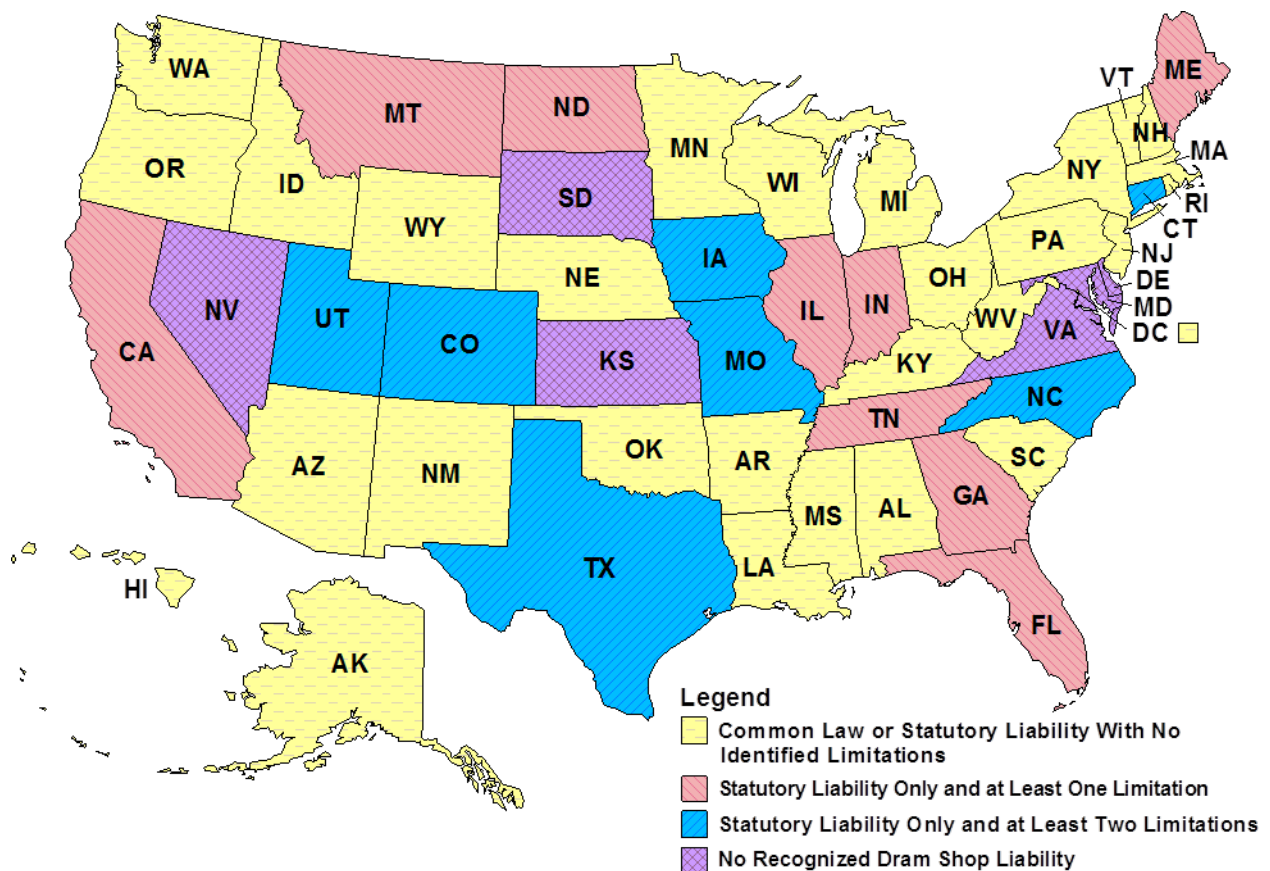 WA
MT
ND
MN
VT
ME
NH
MA
OR
ID
WY
SD
WI
MI
NY
RI
CT
NE
IA
PA
NJ
OH
DE
MD
DC
NV
UT
CO
IL
IN
WV
VA
CA
KS
MO
KY
NC
TN
AZ
NM
OK
AR
SC
MS
AL
GA
HI
TX
LA
FL
AK
Legend
Common Law or Statutory Liability With No
Identified Limitations
Statutory Liability Only and at Least One Limitation
Statutory Liability Only and at Least Two Limitations
No Recognized Dram Shop Liability